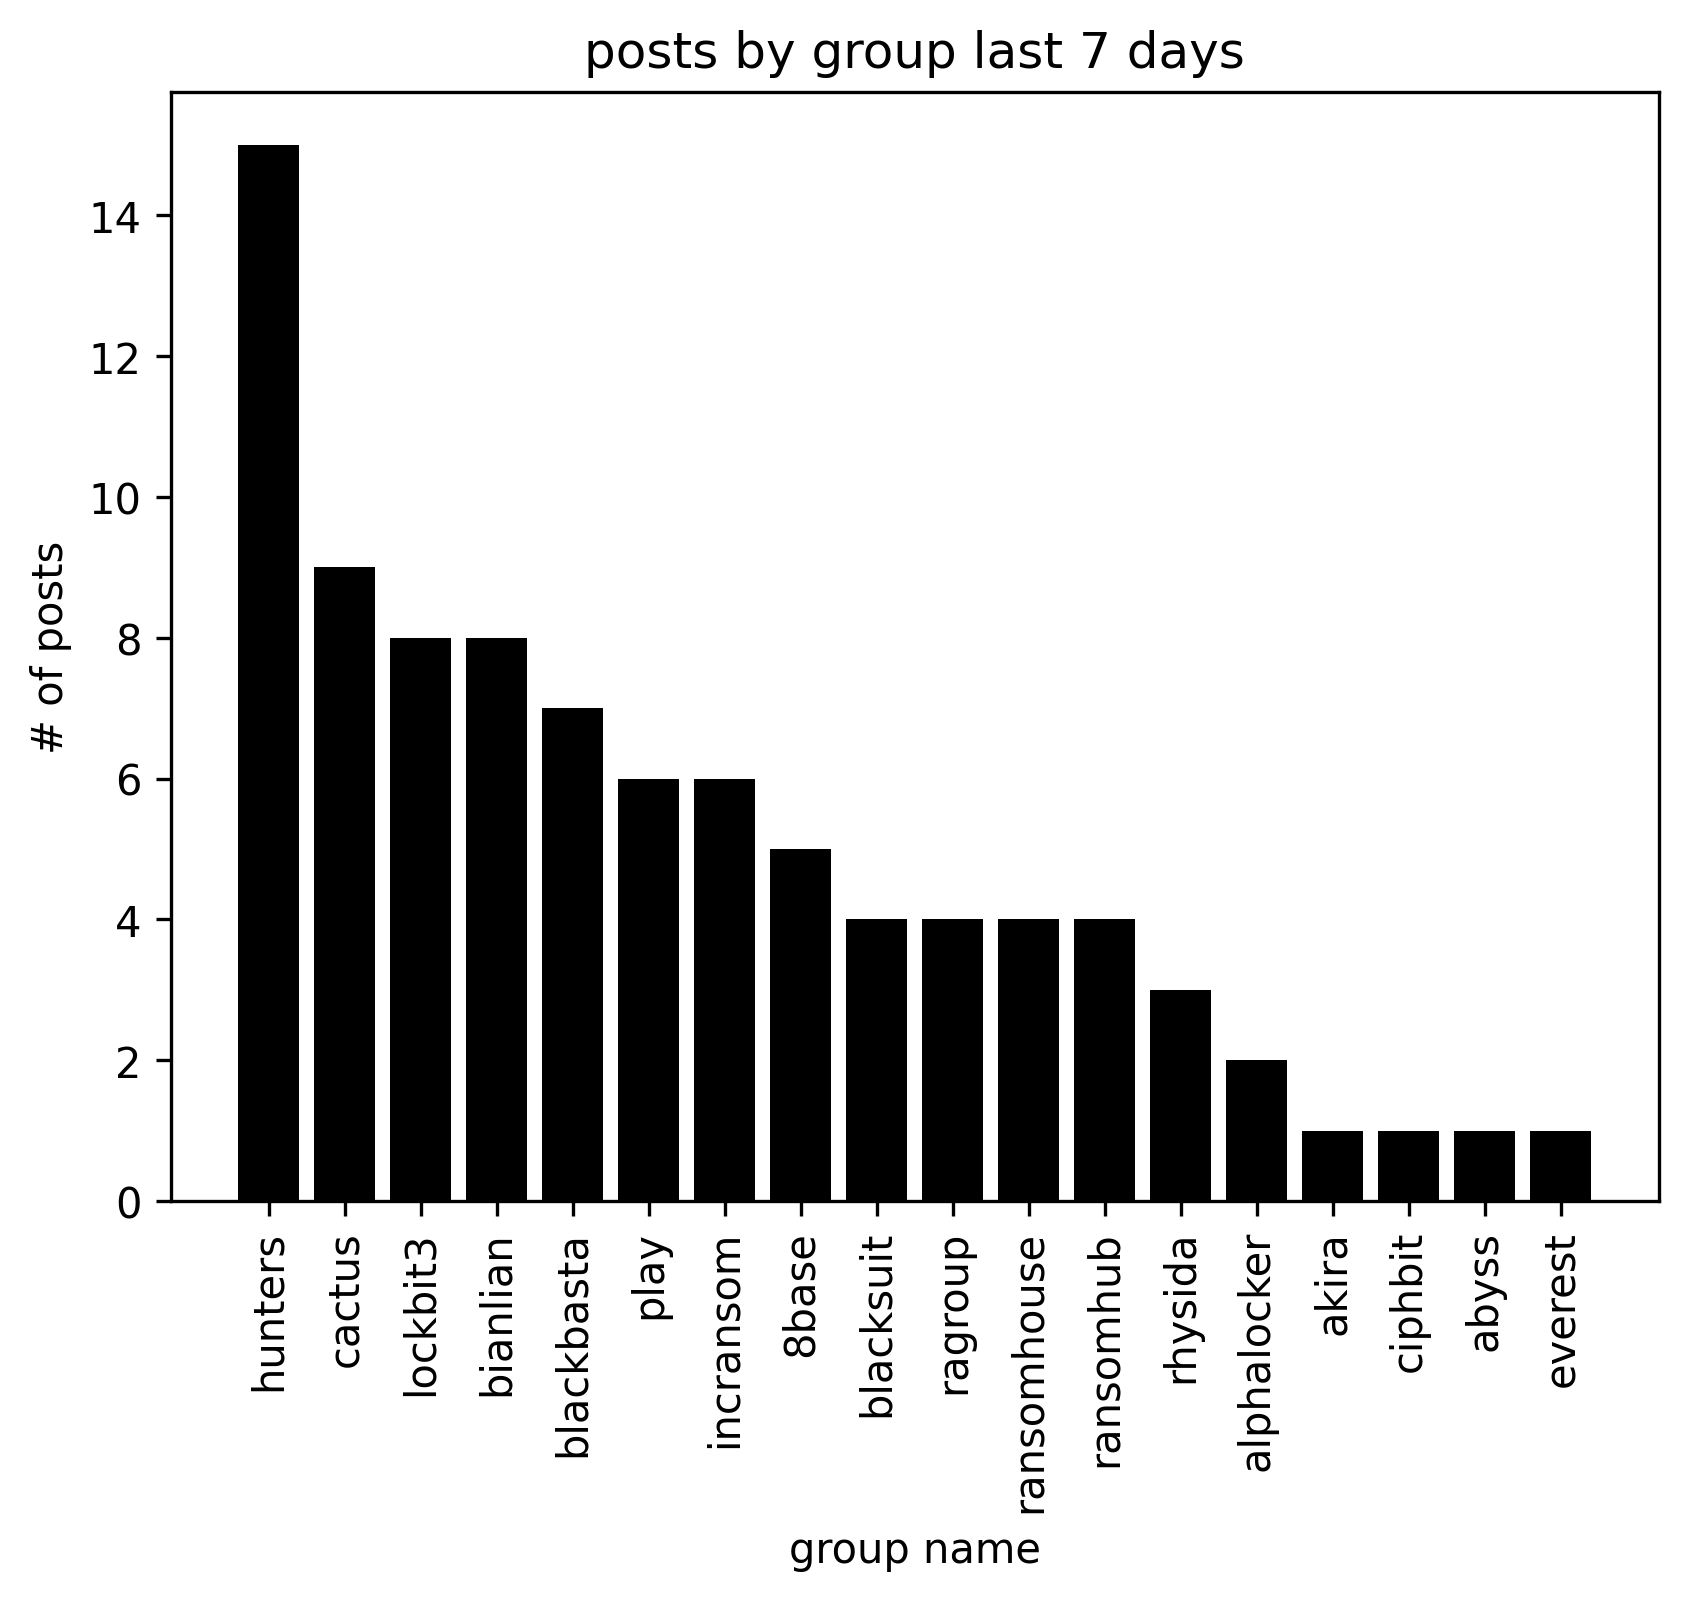 posts by group last 7 days
14
12
10
8
6
4
2
0
# of posts
hunters
cactus
lockbit3
bianlian
blackbasta
play
incransom
8base
blacksuit
ragroup
ransomhouse
ransomhub
rhysida
alphalocker
akira
ciphbit
abyss
everest
group name